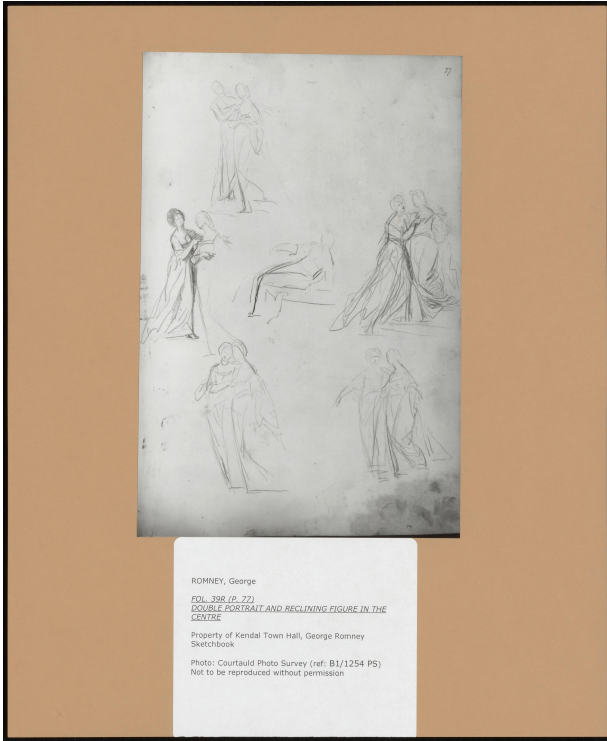 77
ROMNEY, George
FOL. 39R (P. 77)
DOUBLE PORTRAIT AND RECLINING FIGURE IN THE
CENTRE
Property of Kendal Town Hall, George Romney
Sketchbook
Photo: Courtauld Photo Survey (ref: B1/1254 PS)
Not to be reproduced without permission